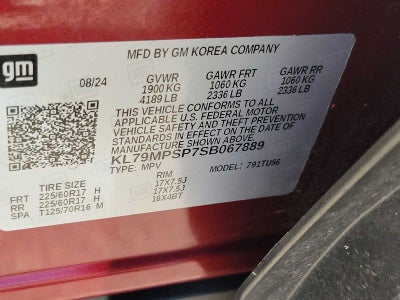 gm
MFD BY GM KOREA COMPANY
08/24 GVWR GAWR FRT GAWR RR
1900 KG 1060 KG 1060 KG
4189 LB 2336 LB 2336 LB
THIS VEHICLE CONFORMS TO ALL
APPLICABLE U.S. FEDERAL MOTOR
VEHICLE SAFETY, BUMPER, AND THEFT
PREVENTION STANDARDS IN EFFECT ON
THE DATE OF MANUFACTURE SHOWN ABOVE.
KL79MPSP7SB067889
TYPE: MPV MODEL: 791TU56
TIRE SIZE RIM
FRT 225/60R17 H 17X7.5J
RR 225/60R17 H 17X7.5J
SPA T125/70R16 M 16X4BT